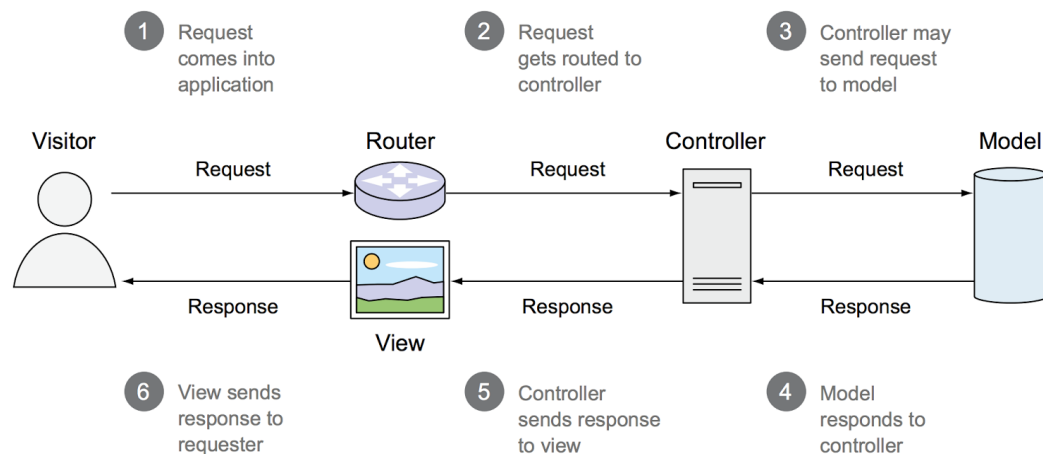 1 Request
comes into
application
2 Request
gets routed to
controller
3 Controller may
send request
to model
Visitor
Router
Controller
Model
Request
Request
Request
Response
Response
Response
View
6 View sends
response to
requester
5 Controller
sends response
to view
4 Model
responds to
controller